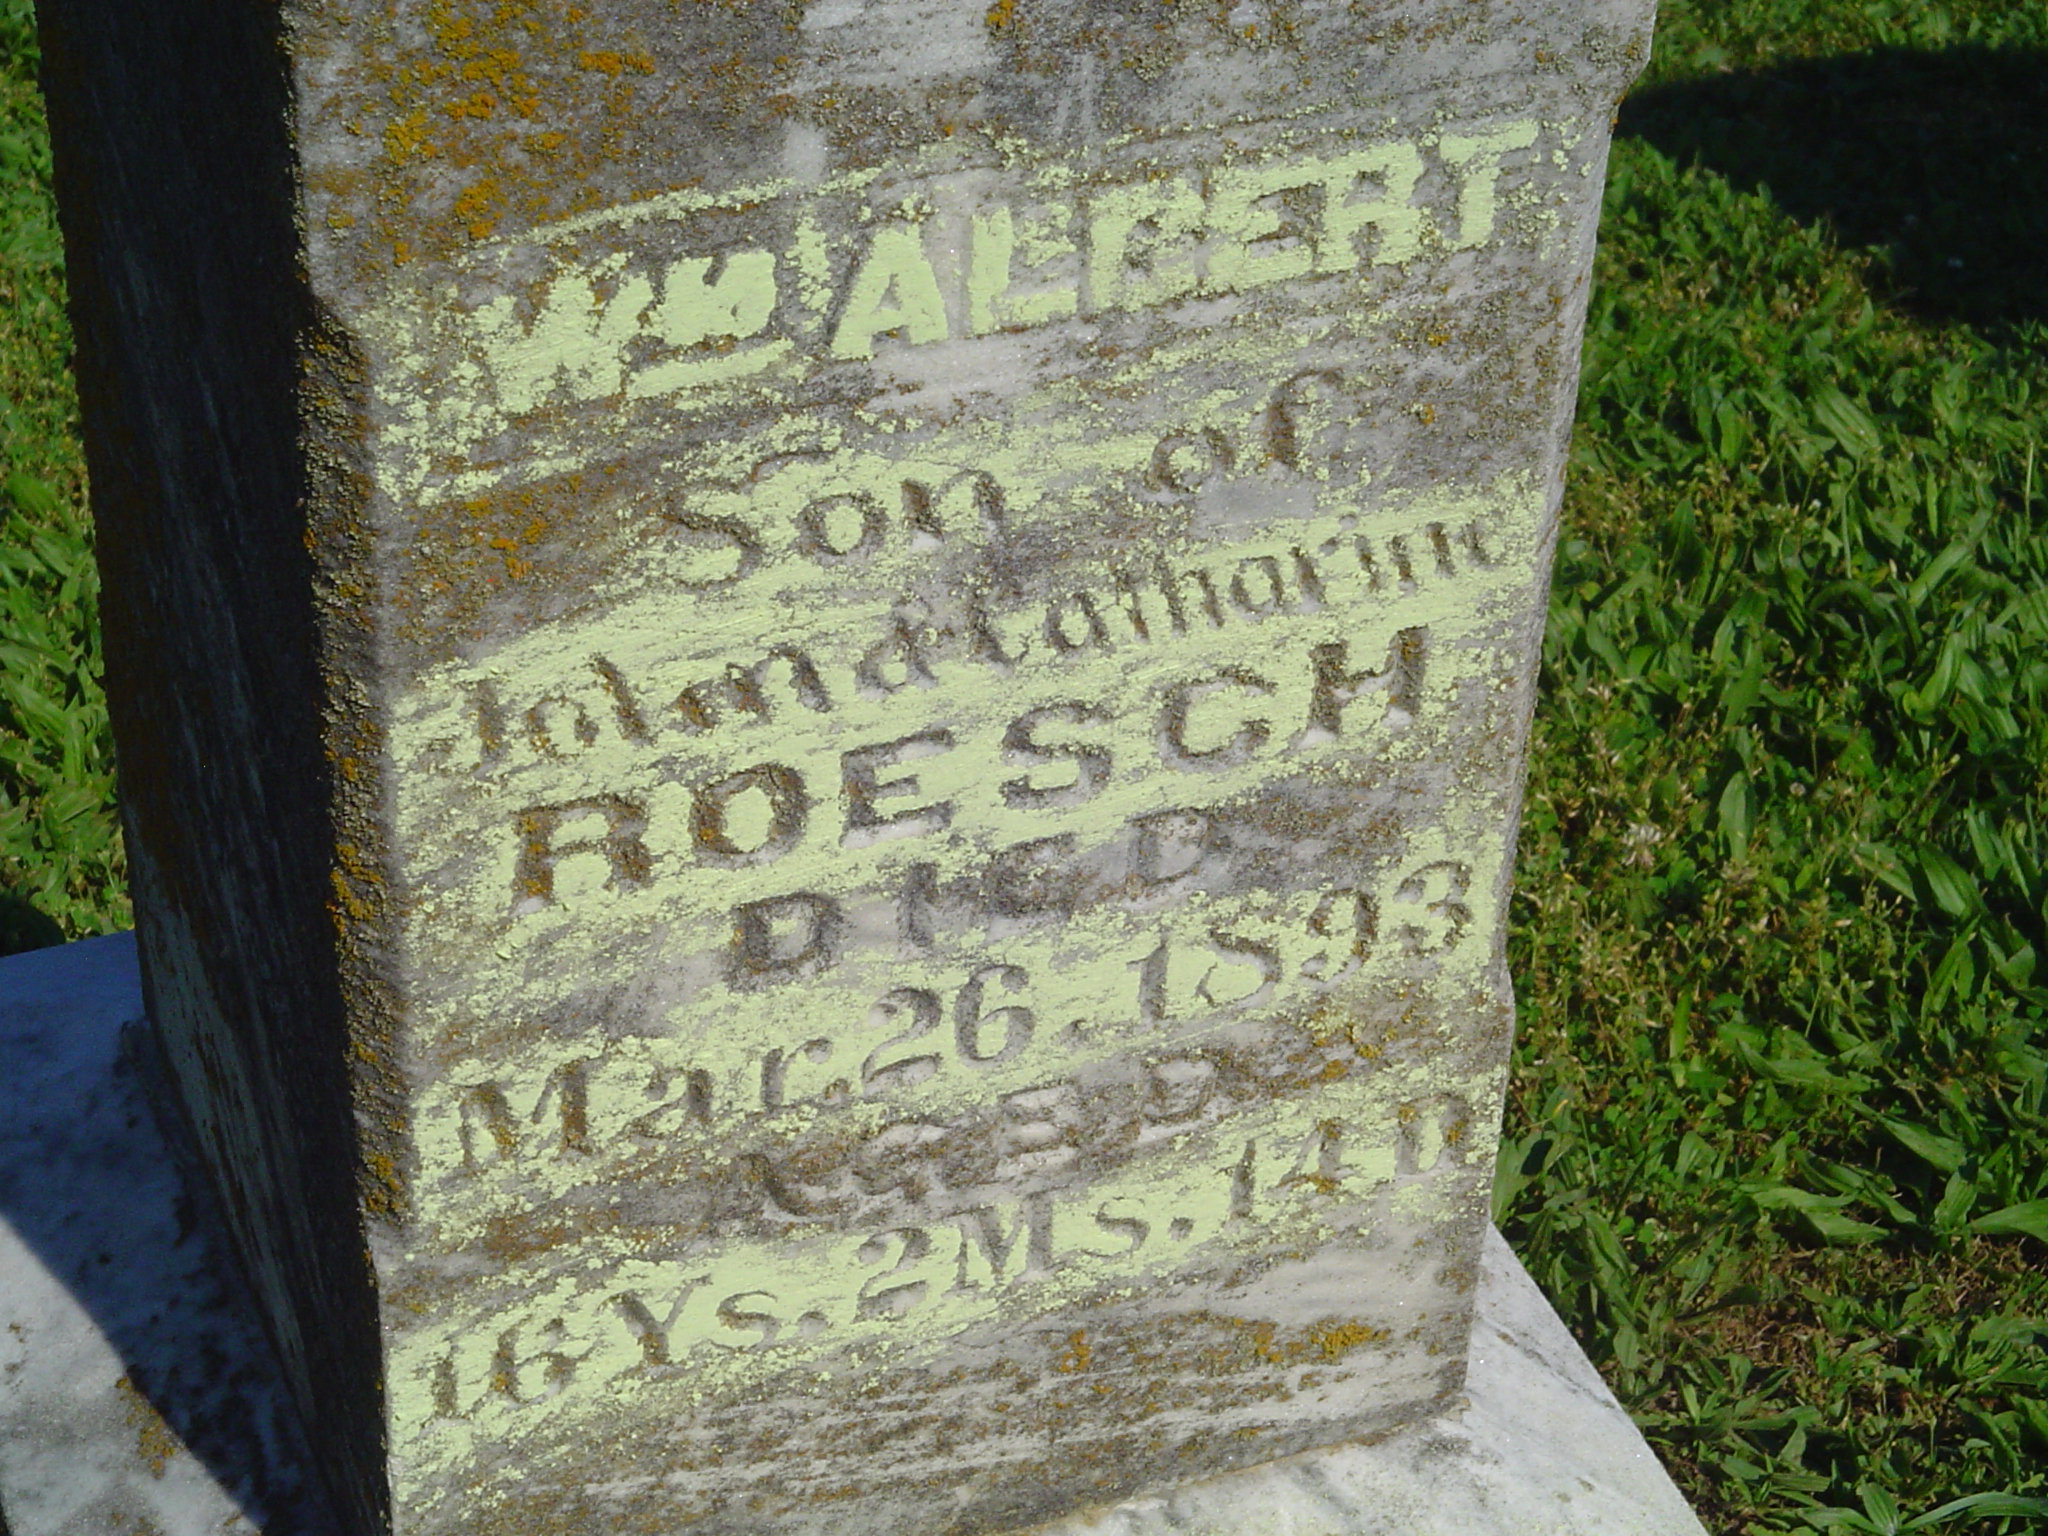 WM ALBERT
Son of
John & Catharine
ROESCH
DIED
Mar. 26. 1893
AGED
16 Ys. 2 Ms. 14 D